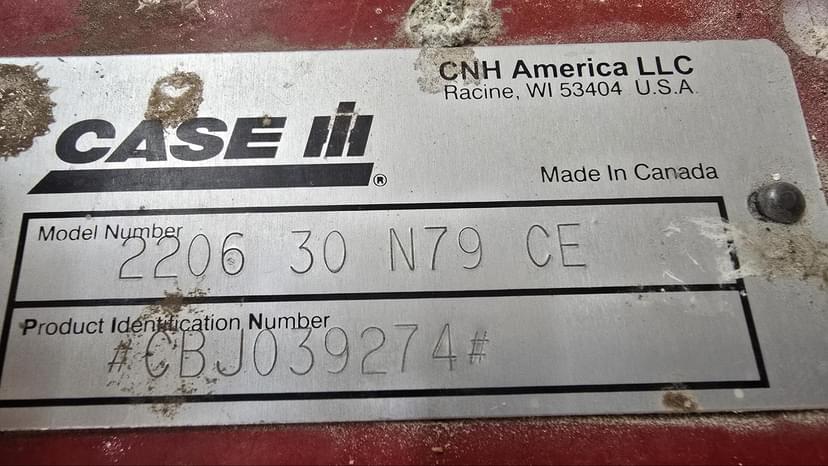 CNH America LLC
Racine, WI 53404 U.S.A.
CASE IH ®
Made In Canada
Model Number
2206 30 N79 CE
Product Identification Number
#CBJ039274#